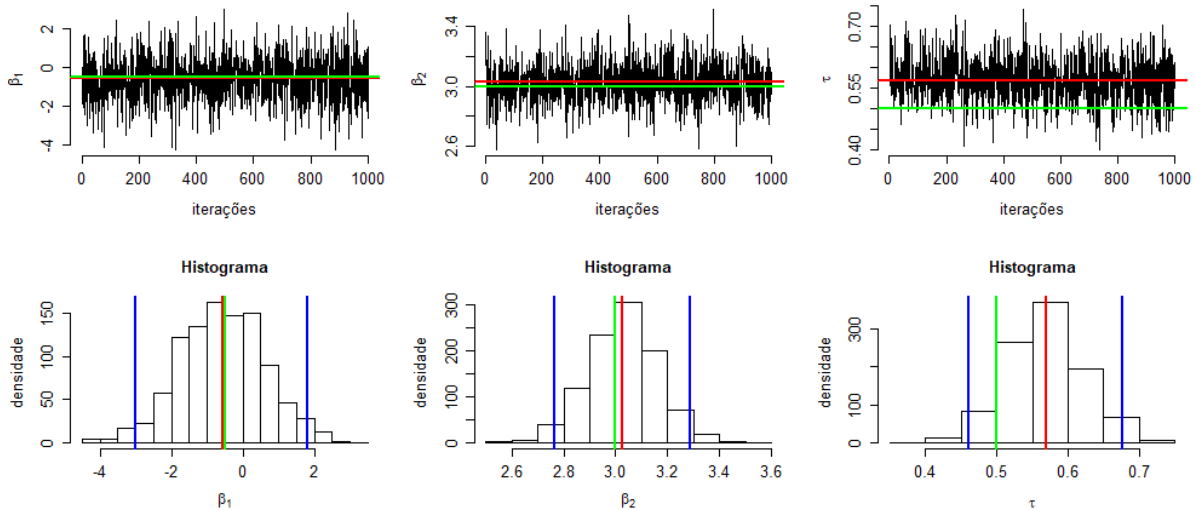 β1
2
0
-2
-4
0 200 400 600 800 1000
iterações
β2
3.4
3.0
2.6
0 200 400 600 800 1000
iterações
τ
0.70
0.55
0.40
0 200 400 600 800 1000
iterações
Histograma
densidade
150
100
50
0
-4 -2 0 2
β1
Histograma
densidade
300
200
100
0
2.6 2.8 3.0 3.2 3.4 3.6
β2
Histograma
densidade
300
100
0
0.4 0.5 0.6 0.7
τ